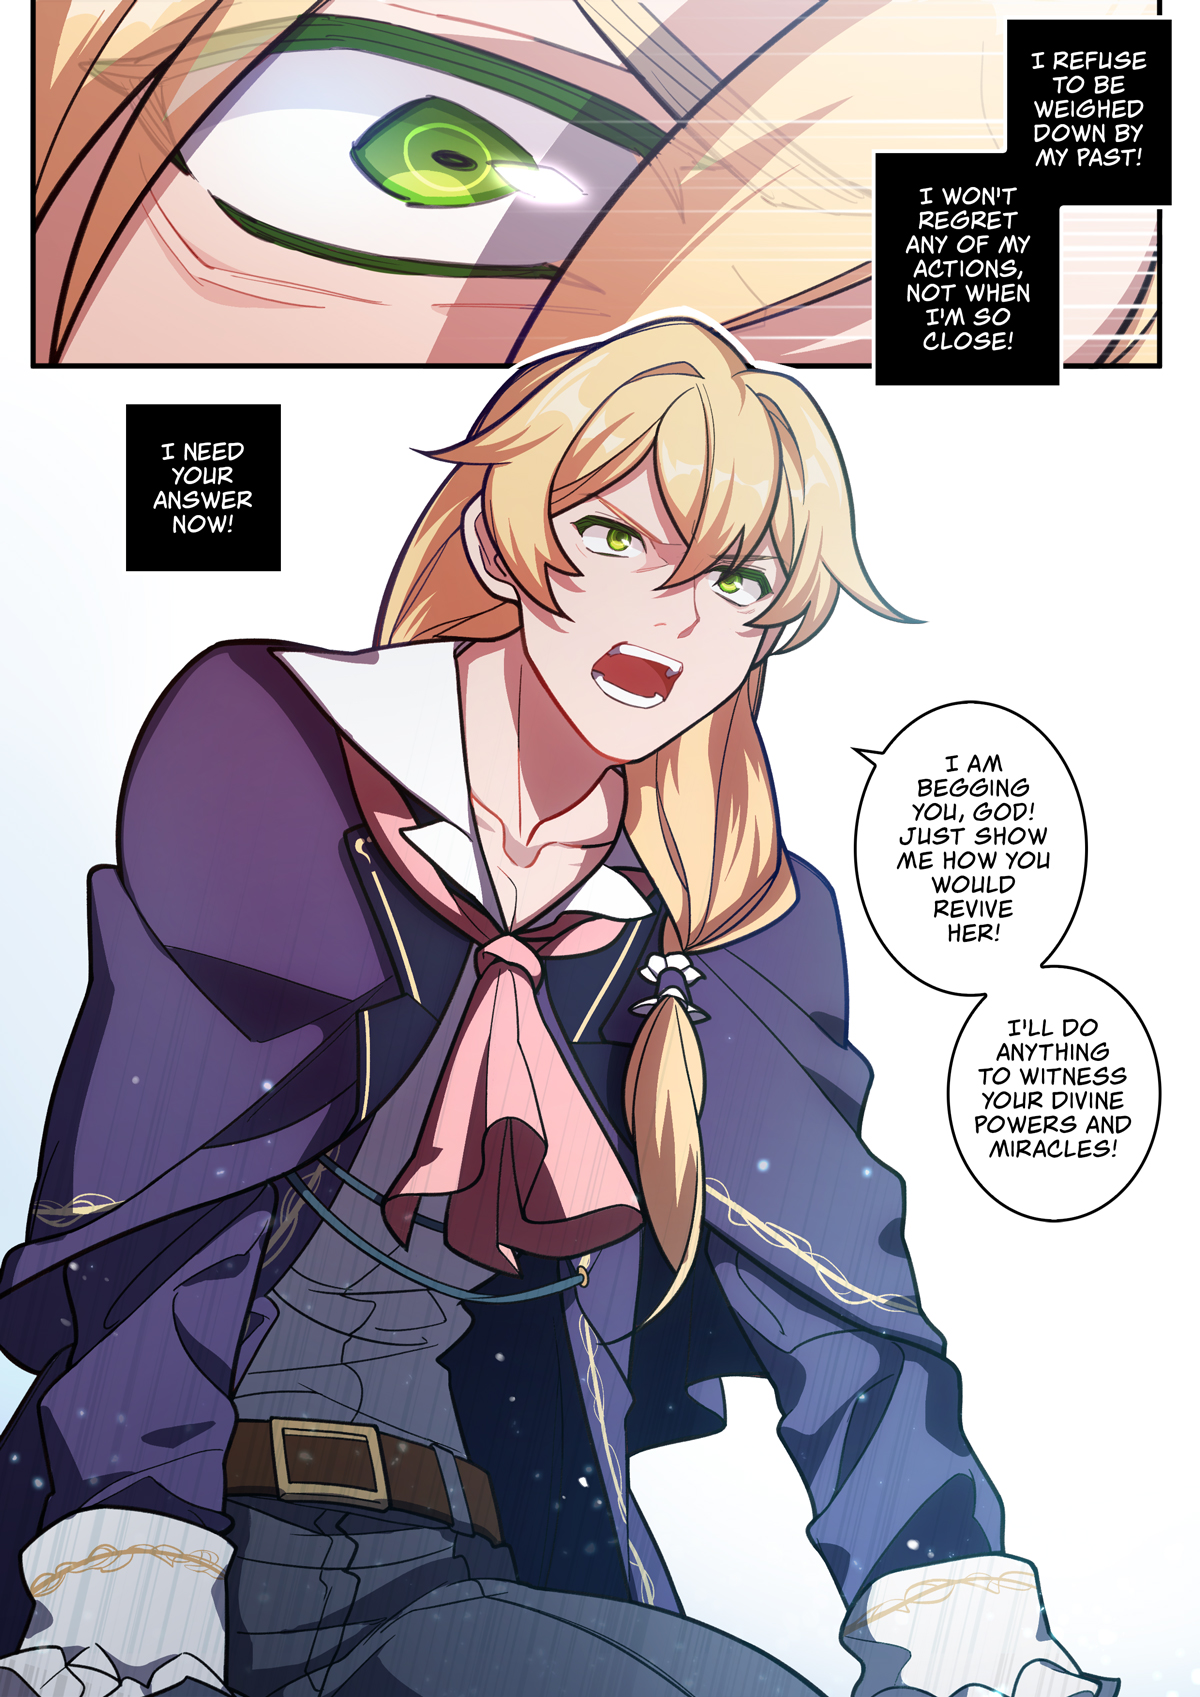 I REFUSE
TO BE
WEIGHED
DOWN BY
MY PAST!
I WON'T
REGRET
ANY OF MY
ACTIONS,
NOT WHEN
I'M SO
CLOSE!
I NEED
YOUR
ANSWER
NOW!
I AM
BEGGING
YOU, GOD!
JUST SHOW
ME HOW YOU
WOULD
REVIVE
HER!
I'LL DO
ANYTHING
TO WITNESS
YOUR DIVINE
POWERS AND
MIRACLES!